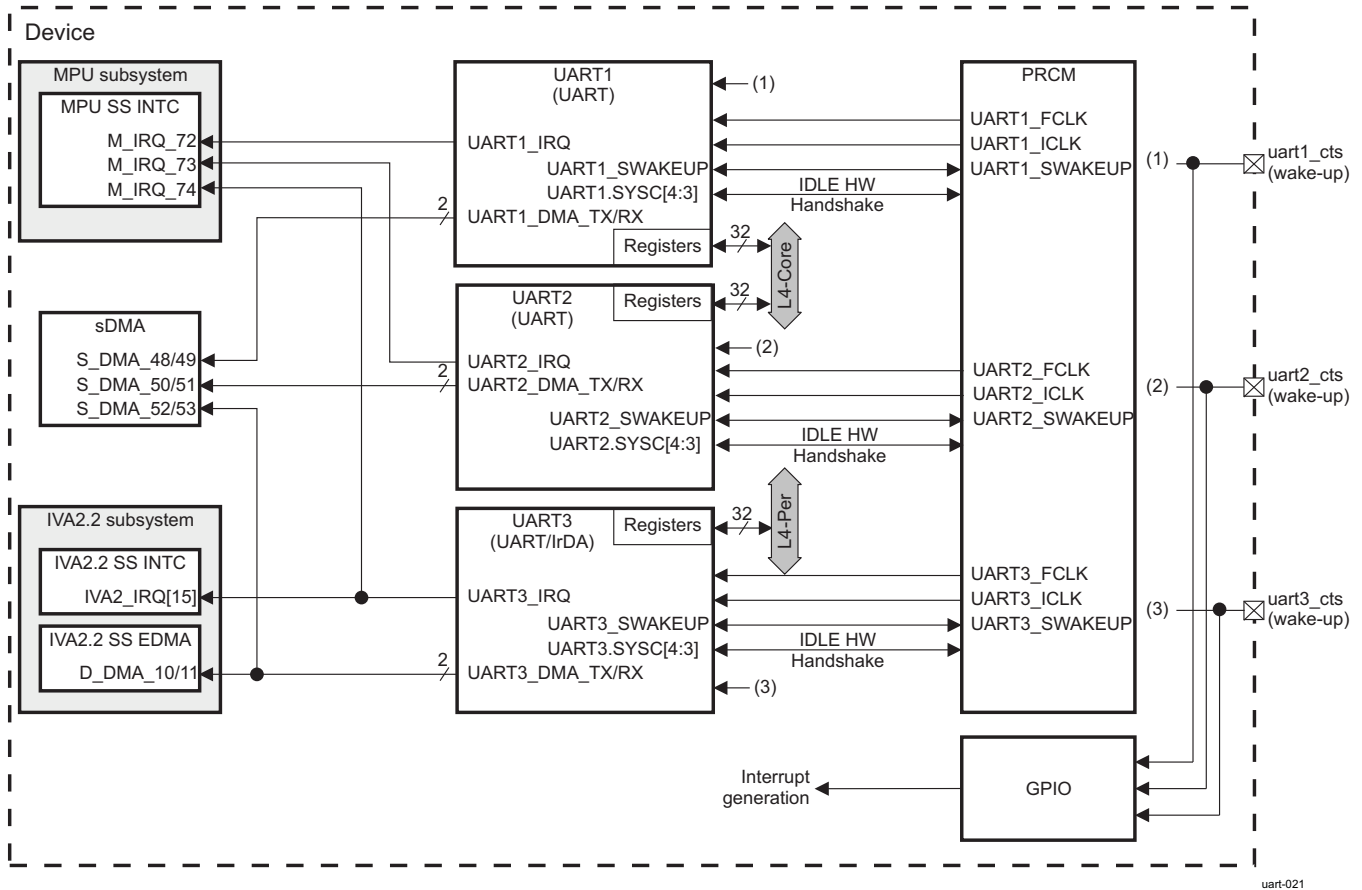 Device
MPU subsystem
MPU SS INTC
M_IRQ_72
M_IRQ_73
M_IRQ_74
sDMA
S_DMA_48/49
S_DMA_50/51
S_DMA_52/53
IVA2.2 subsystem
IVA2.2 SS INTC
IVA2_IRQ[15]
IVA2.2 SS EDMA
D_DMA_10/11
UART1
(UART)
UART1_IRQ
UART1_SWAKEUP
UART1.SYSC[4:3]
2
UART1_DMA_TX/RX
Registers
32
(1)
IDLE HW
Handshake
L4-Core
UART2
(UART)
Registers
32
(2)
UART2_IRQ
2
UART2_DMA_TX/RX
UART2_SWAKEUP
UART2.SYSC[4:3]
IDLE HW
Handshake
L4-Per
UART3
(UART/IrDA)
Registers
32
UART3_IRQ
UART3_SWAKEUP
UART3.SYSC[4:3]
2
UART3_DMA_TX/RX
IDLE HW
Handshake
(3)
PRCM
UART1_FCLK
UART1_ICLK
UART1_SWAKEUP
UART2_FCLK
UART2_ICLK
UART2_SWAKEUP
UART3_FCLK
UART3_ICLK
UART3_SWAKEUP
(1)
uart1_cts
(wake-up)
(2)
uart2_cts
(wake-up)
(3)
uart3_cts
(wake-up)
Interrupt
generation
GPIO
uart-021